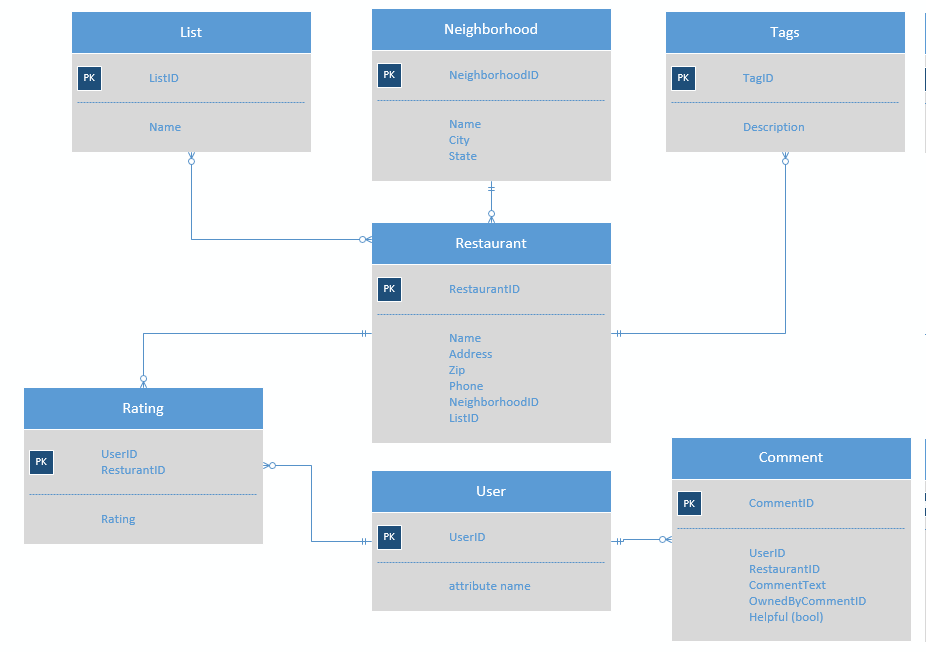 List
PK ListID
Name
Neighborhood
PK NeighborhoodID
Name
City
State
Tags
PK TagID
Description
Restaurant
PK RestaurantID
Name
Address
Zip
Phone
NeighborhoodID
ListID
Rating
PK UserID
ResturantID
Rating
User
PK UserID
attribute name
Comment
PK CommentID
UserID
RestaurantID
CommentText
OwnedByCommentID
Helpful (bool)